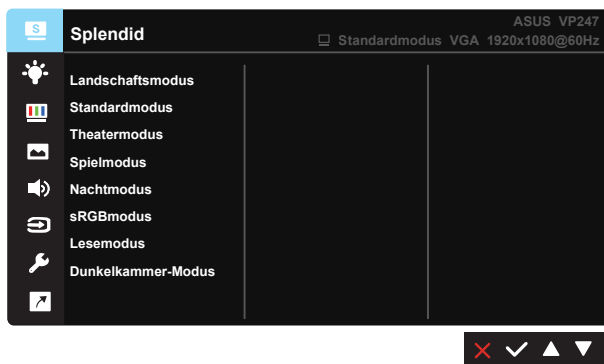 S
Splendid
ASUS VP247
Standardmodus VGA 1920x1080@60Hz
Landschaftsmodus
Standardmodus
Theatermodus
Spielmodus
Nachtmodus
sRGBmodus
Lesemodus
Dunkelkammer-Modus